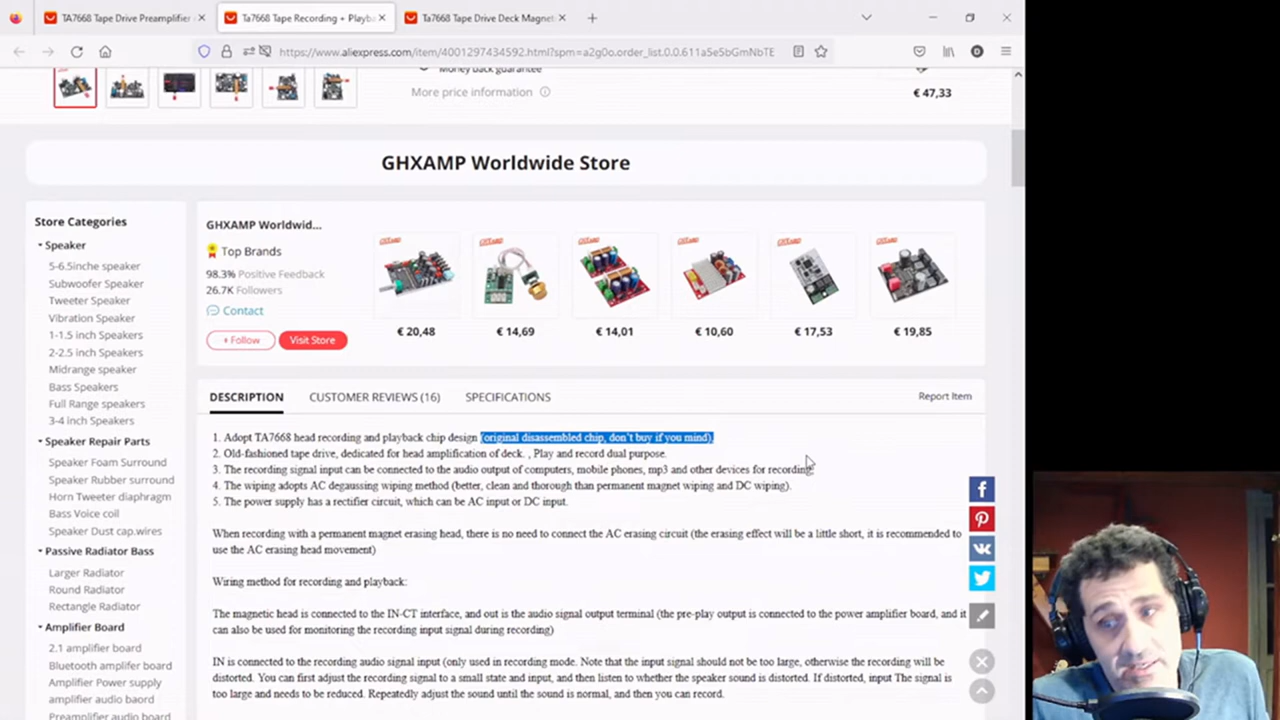 TA7668 Tape Drive Preamplifier
Ta7668 Tape Recording + Playba
Ta7668 Tape Drive Deck Magnet
https://www.aliexpress.com/item/4001297434592.html?spm=a2g0o.order_list.0.0.611a5e5bGmNbTE
Money back guarantee
More price information
€ 47,33
GHXAMP Worldwide Store
Store Categories
Speaker
5-6.5inche speaker
Subwoofer Speaker
Tweeter Speaker
Vibration Speaker
1-1.5 inch Speakers
2-2.5 inch Speakers
Midrange speaker
Bass Speakers
Full Range speakers
3-4 inch Speakers
Speaker Repair Parts
Speaker Foam Surround
Speaker Rubber surround
Horn Tweeter diaphragm
Bass Voice coil
Speaker Dust cap.wires
Passive Radiator Bass
Larger Radiator
Round Radiator
Rectangle Radiator
Amplifier Board
2.1 amplifier board
Bluetooth amplifer board
Amplifier Power supply
amplifier audio baord
Preamplifier audio board
GHXAMP Worldwid...
Top Brands
98.3% Positive Feedback
26.7K Followers
Contact
+ Follow
Visit Store
€ 20,48
€ 14,69
€ 14,01
€ 10,60
€ 17,53
€ 19,85
DESCRIPTION
CUSTOMER REVIEWS (16)
SPECIFICATIONS
Report Item
1. Adopt TA7668 head recording and playback chip design (original disassembled chip, don't buy if you mind),
2. Old-fashioned tape drive, dedicated for head amplification of deck. , Play and record dual purpose.
3. The recording signal input can be connected to the audio output of computers, mobile phones, mp3 and other devices for recording.
4. The wiping adopts AC degaussing wiping method (better, clean and thorough than permanent magnet wiping and DC wiping).
5. The power supply has a rectifier circuit, which can be AC input or DC input.
When recording with a permanent magnet erasing head, there is no need to connect the AC erasing circuit (the erasing effect will be a little short, it is recommended to
use the AC erasing head movement)
Wiring method for recording and playback:
The magnetic head is connected to the IN-CT interface, and out is the audio signal output terminal (the pre-play output is connected to the power amplifier board, and it
can also be used for monitoring the recording input signal during recording)
IN is connected to the recording audio signal input (only used in recording mode. Note that the input signal should not be too large, otherwise the recording will be
distorted. You can first adjust the recording signal to a small state and input, and then listen to whether the speaker sound is distorted. If distorted, input The signal is
too large and needs to be reduced. Repeatedly adjust the sound until the sound is normal, and then you can record.